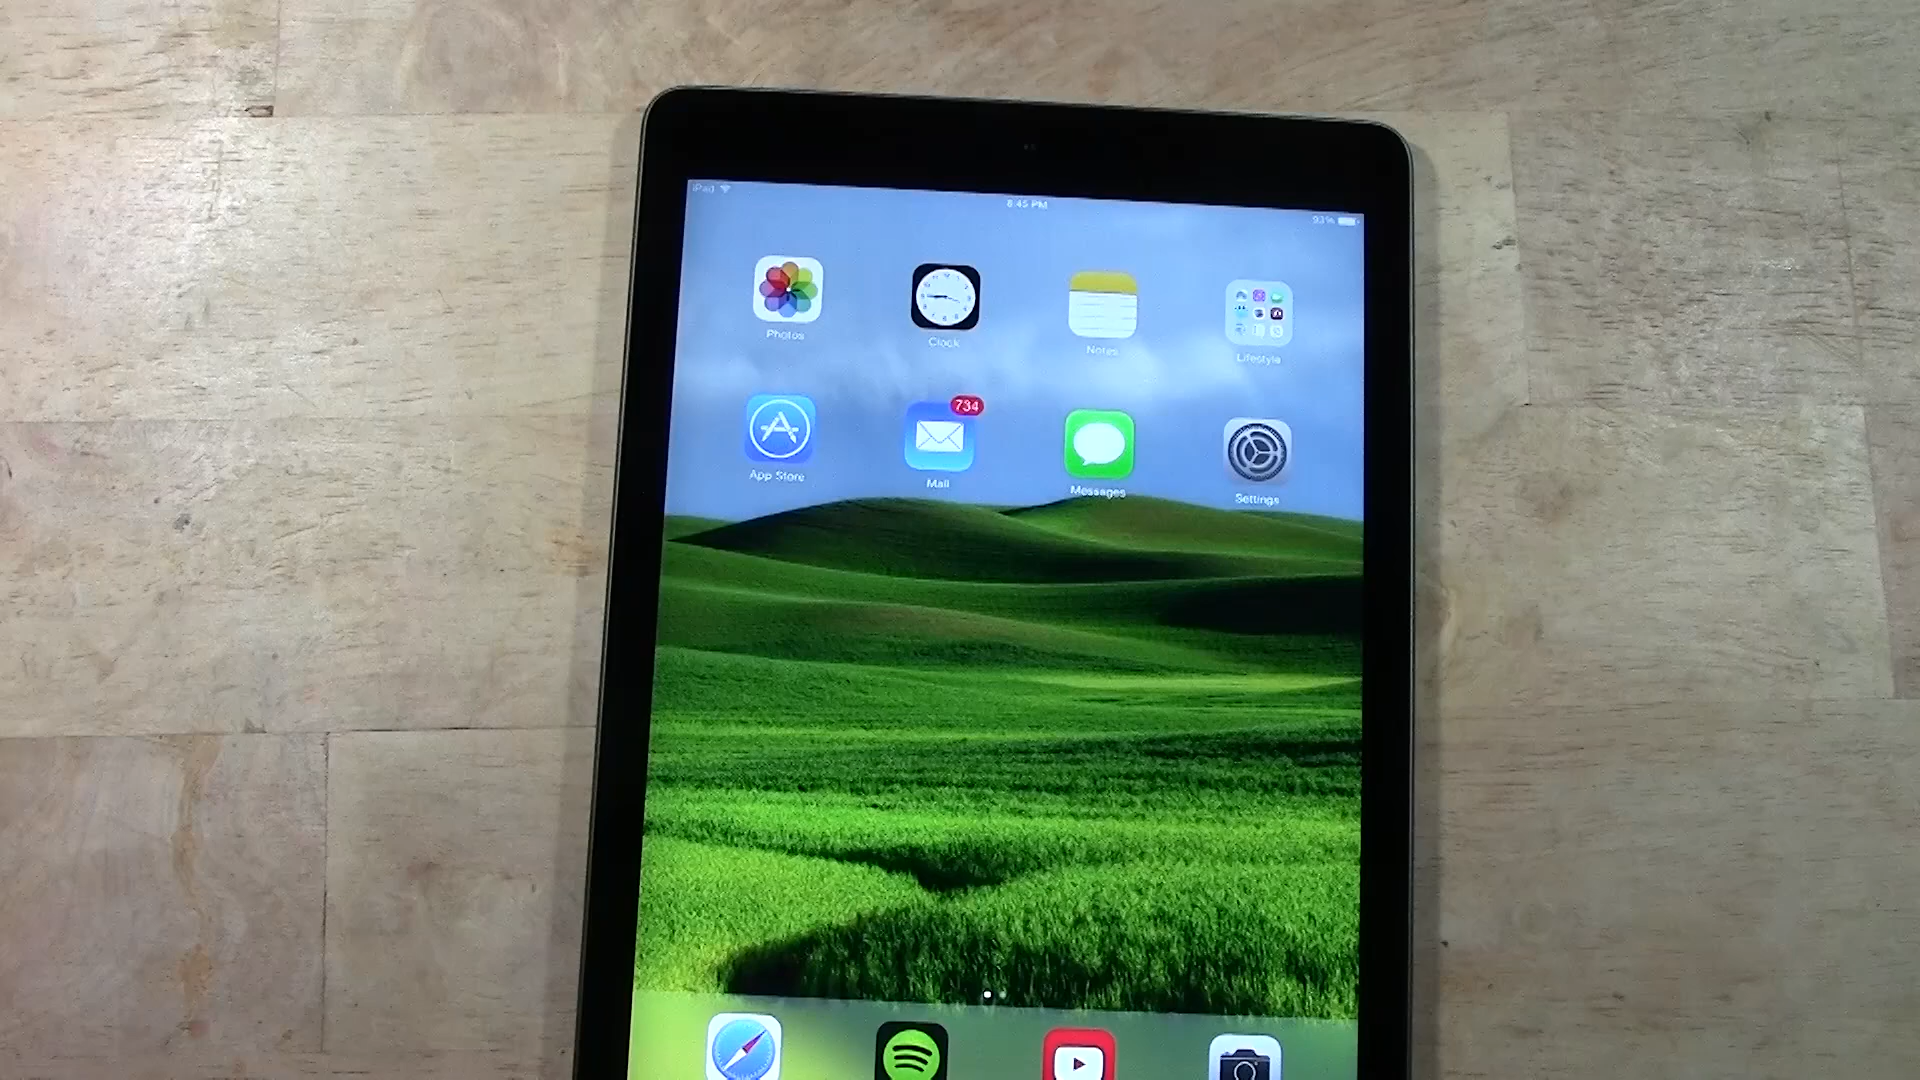 iPad
8:45 PM
93%
Photos
Clock
Notes
Lifestyle
734
App Store
Mail
Messages
Settings